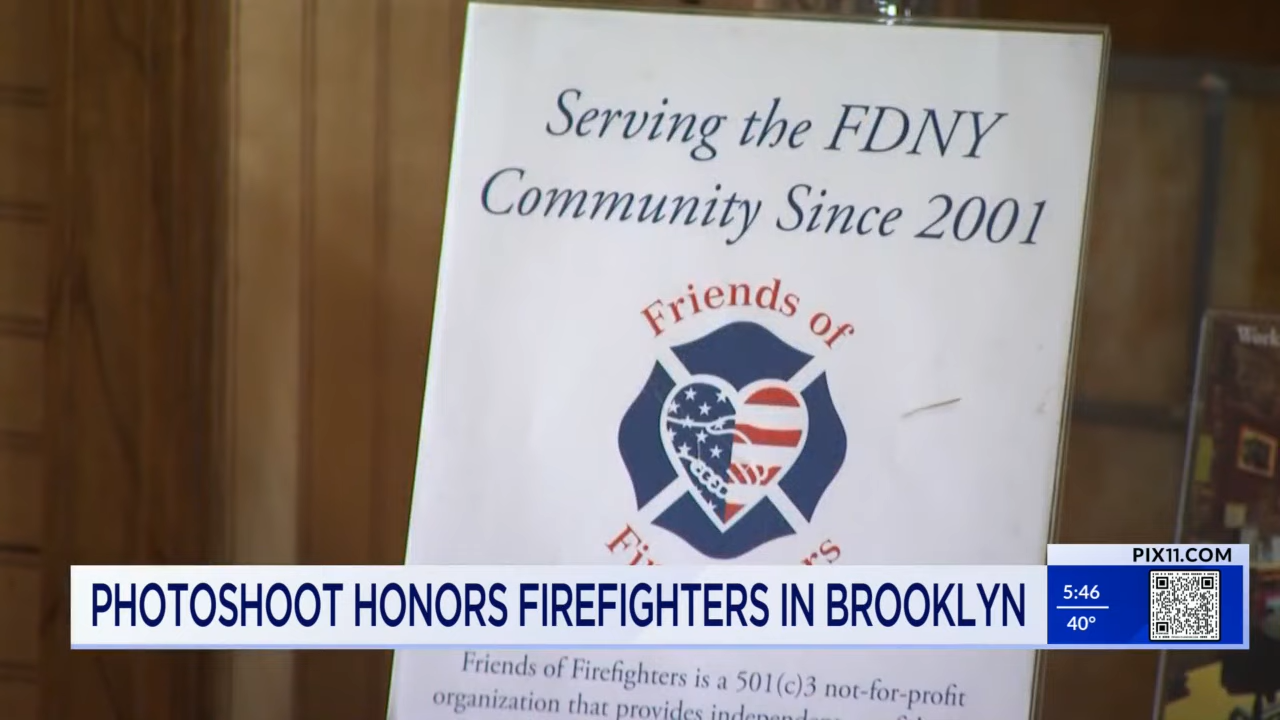 Serving the FDNY
Community Since 2001
Friends of
PIX11.COM
PHOTOSHOOT HONORS FIREFIGHTERS IN BROOKLYN
5:46
40°
Friends of Firefighters is a 501(c)3 not-for-profit
organization that provides